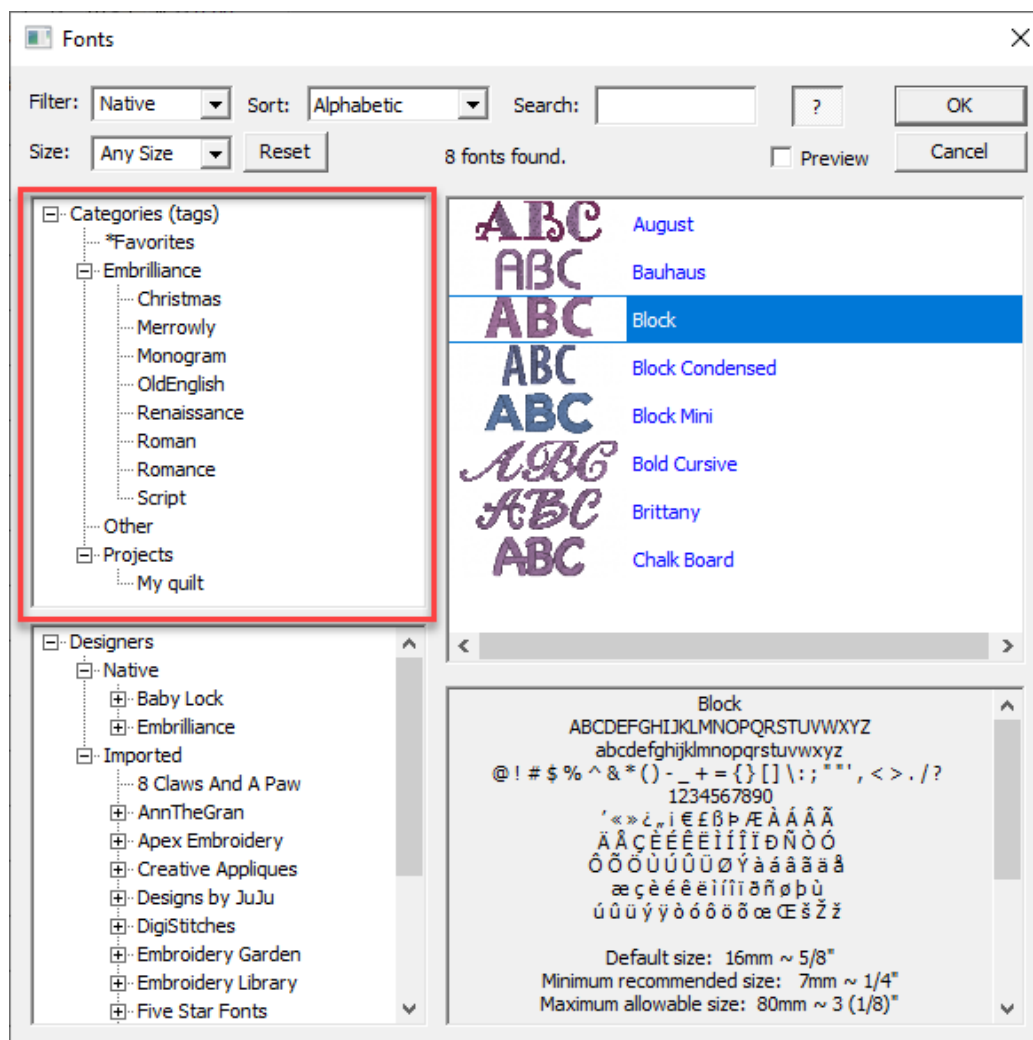 Fonts
Filter: Native Sort: Alphabetic Search: ? OK
Size: Any Size Reset 8 fonts found. Preview Cancel
Categories (tags)
*Favorites
Embrilliance
Christmas
Merrowly
Monogram
OldEnglish
Renaissance
Roman
Romance
Script
Other
Projects
My quilt
ABC August
ABC Bauhaus
ABC Block
ABC Block Condensed
ABC Block Mini
ABC Bold Cursive
ABC Brittany
ABC Chalk Board
Designers
Native
Baby Lock
Embrilliance
Imported
8 Claws And A Paw
AnnTheGran
Apex Embroidery
Creative Appliques
Designs by JuJu
DigiStitches
Embroidery Garden
Embroidery Library
Five Star Fonts
Block
ABCDEFGHIJKLMNOPQRSTUVWXYZ
abcdefghijklmnopqrstuvwxyz
@ ! # $ % ^ & * ( ) - _ + = { } [ ] \ : ; " " ' , < > . / ?
1234567890
´ « » ¿ „ ¡ € £ ß Þ Æ À Á Â Ã
Ä Å Ç È É Ê Ë Ì Í Î Ï Ð Ñ Ò Ó
Ô Õ Ö Ù Ú Û Ü Ø Ý à á â ã ä å
æ ç è é ê ë ì í î ï ð ñ ø þ ù
ú û ü ý ÿ ò ó ô ö õ œ Œ š Ž ž
Default size: 16mm ~ 5/8"
Minimum recommended size: 7mm ~ 1/4"
Maximum allowable size: 80mm ~ 3 (1/8)"